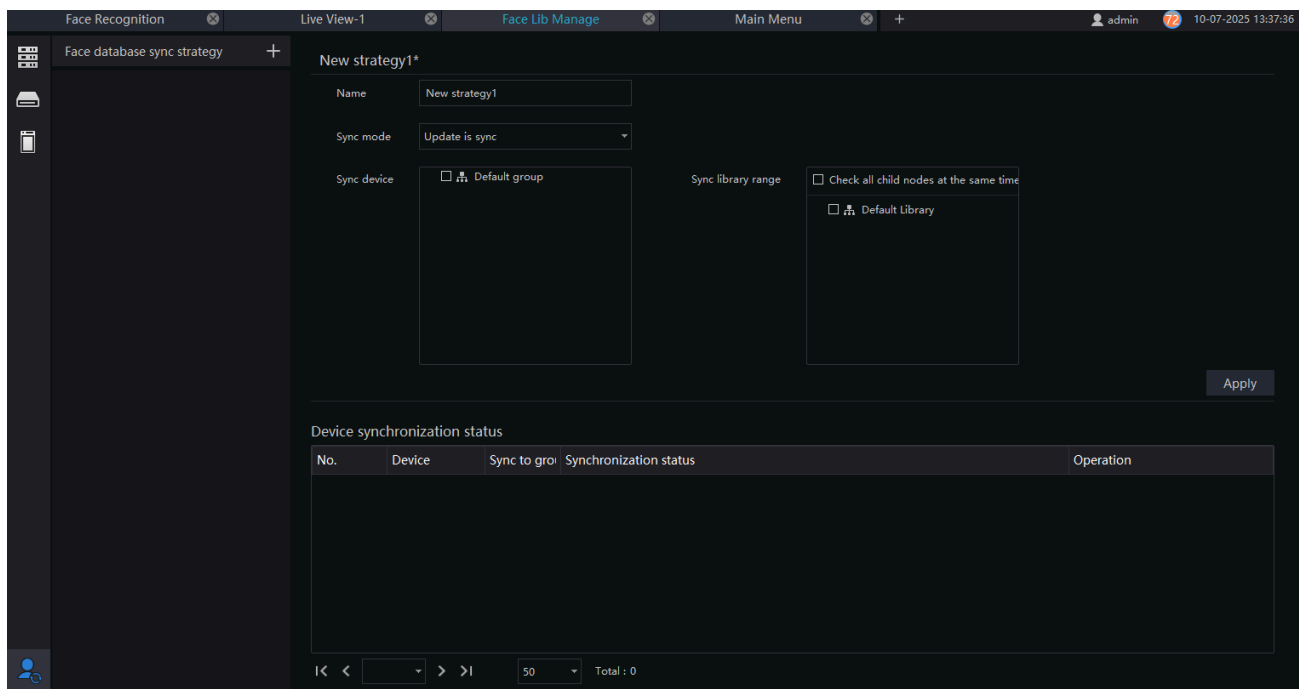 Face Recognition Live View-1 Face Lib Manage Main Menu + admin 72 10-07-2025 13:37:36
Face database sync strategy +
New strategy1*
Name New strategy1
Sync mode Update is sync
Sync device Default group
Sync library range Check all child nodes at the same time
Default Library
Apply
Device synchronization status
No. Device Sync to grou Synchronization status Operation
50 Total : 0